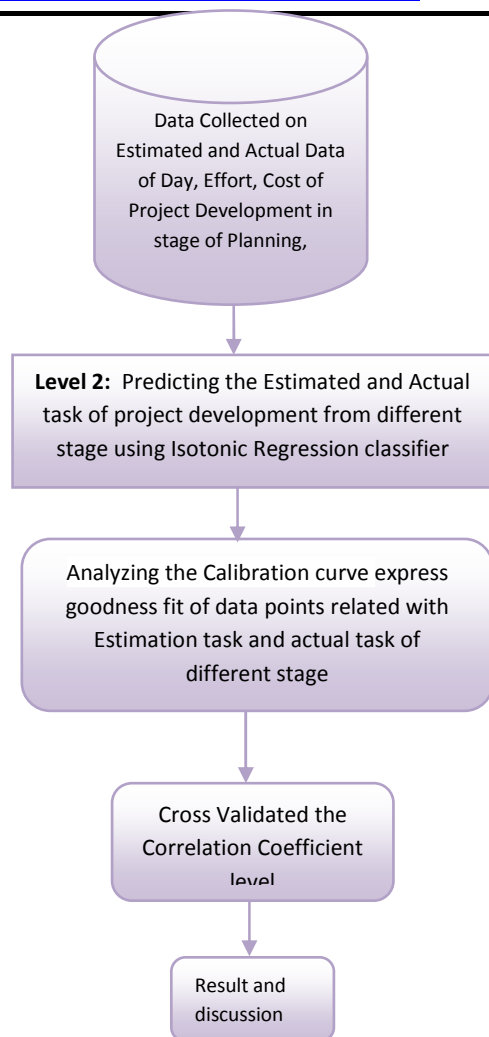 Data Collected on
Estimated and Actual Data
of Day, Effort, Cost of
Project Development in
stage of Planning,
Level 2: Predicting the Estimated and Actual
task of project development from different
stage using Isotonic Regression classifier
Analyzing the Calibration curve express
goodness fit of data points related with
Estimation task and actual task of
different stage
Cross Validated the
Correlation Coefficient
level
Result and
discussion